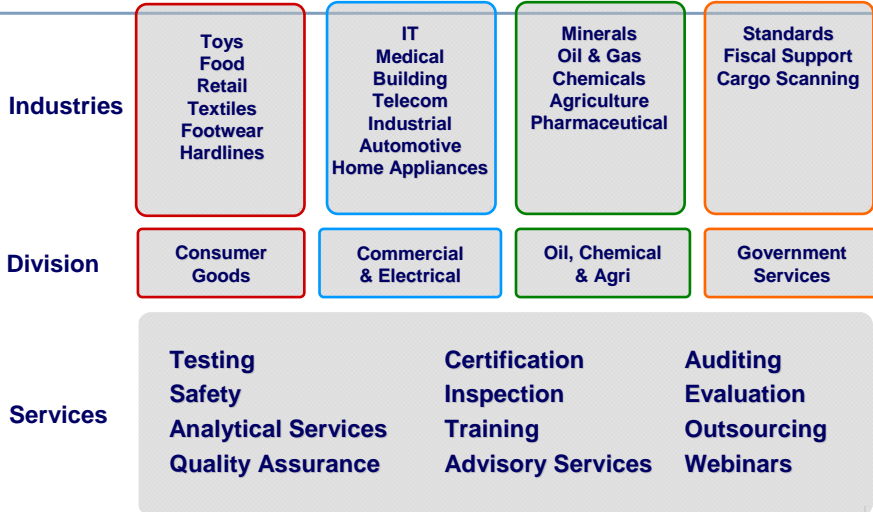 Industries
Toys
Food
Retail
Textiles
Footwear
Hardlines
IT
Medical
Building
Telecom
Industrial
Automotive
Home Appliances
Minerals
Oil & Gas
Chemicals
Agriculture
Pharmaceutical
Standards
Fiscal Support
Cargo Scanning
Division
Consumer
Goods
Commercial
& Electrical
Oil, Chemical
& Agri
Government
Services
Services
Testing
Safety
Analytical Services
Quality Assurance
Certification
Inspection
Training
Advisory Services
Auditing
Evaluation
Outsourcing
Webinars